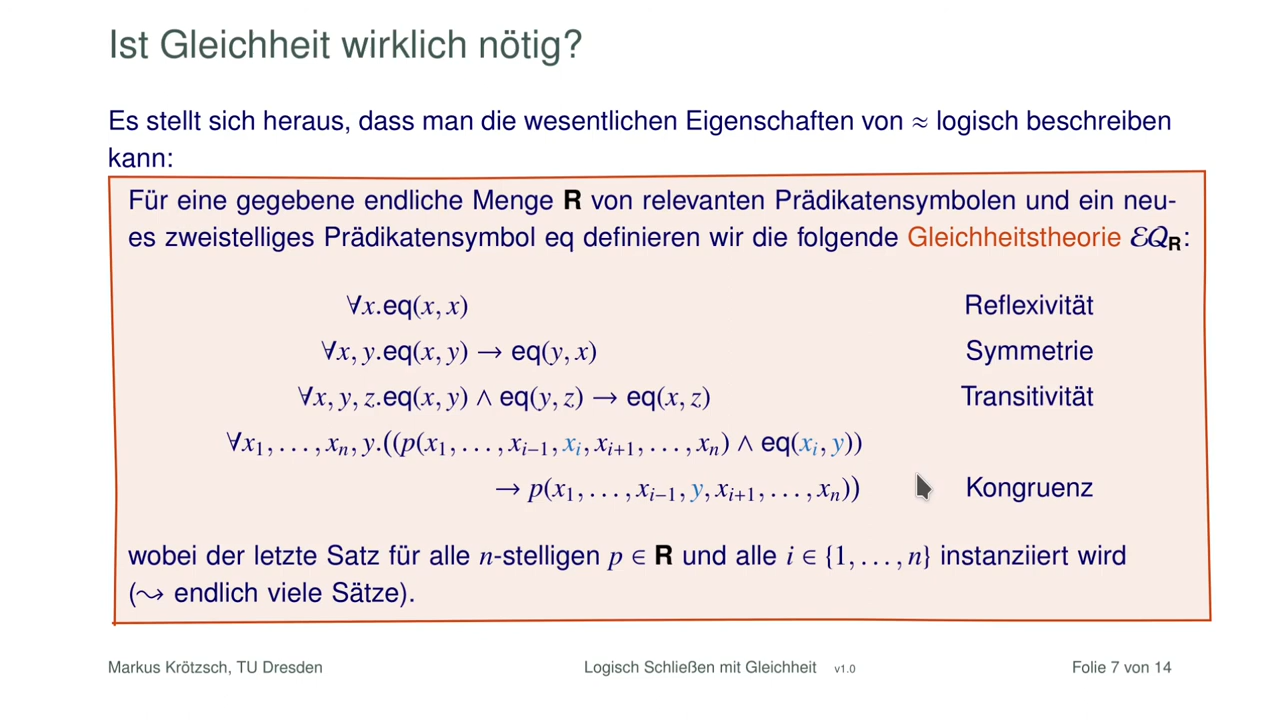 Ist Gleichheit wirklich nötig?
Es stellt sich heraus, dass man die wesentlichen Eigenschaften von ≈ logisch beschreiben
kann:
Für eine gegebene endliche Menge R von relevanten Prädikatensymbolen und ein neu-
es zweistelliges Prädikatensymbol eq definieren wir die folgende Gleichheitstheorie ℰ𝒬_R:
∀x.eq(x, x) Reflexivität
∀x, y.eq(x, y) → eq(y, x) Symmetrie
∀x, y, z.eq(x, y) ∧ eq(y, z) → eq(x, z) Transitivität
∀x₁, . . . , xₙ, y.((p(x₁, . . . , xᵢ₋₁, xᵢ, xᵢ₊₁, . . . , xₙ) ∧ eq(xᵢ, y))
→ p(x₁, . . . , xᵢ₋₁, y, xᵢ₊₁, . . . , xₙ)) Kongruenz
wobei der letzte Satz für alle n-stelligen p ∈ R und alle i ∈ {1, . . . , n} instanziiert wird
(⇝ endlich viele Sätze).
Markus Krötzsch, TU Dresden Logisch Schließen mit Gleichheit v1.0 Folie 7 von 14